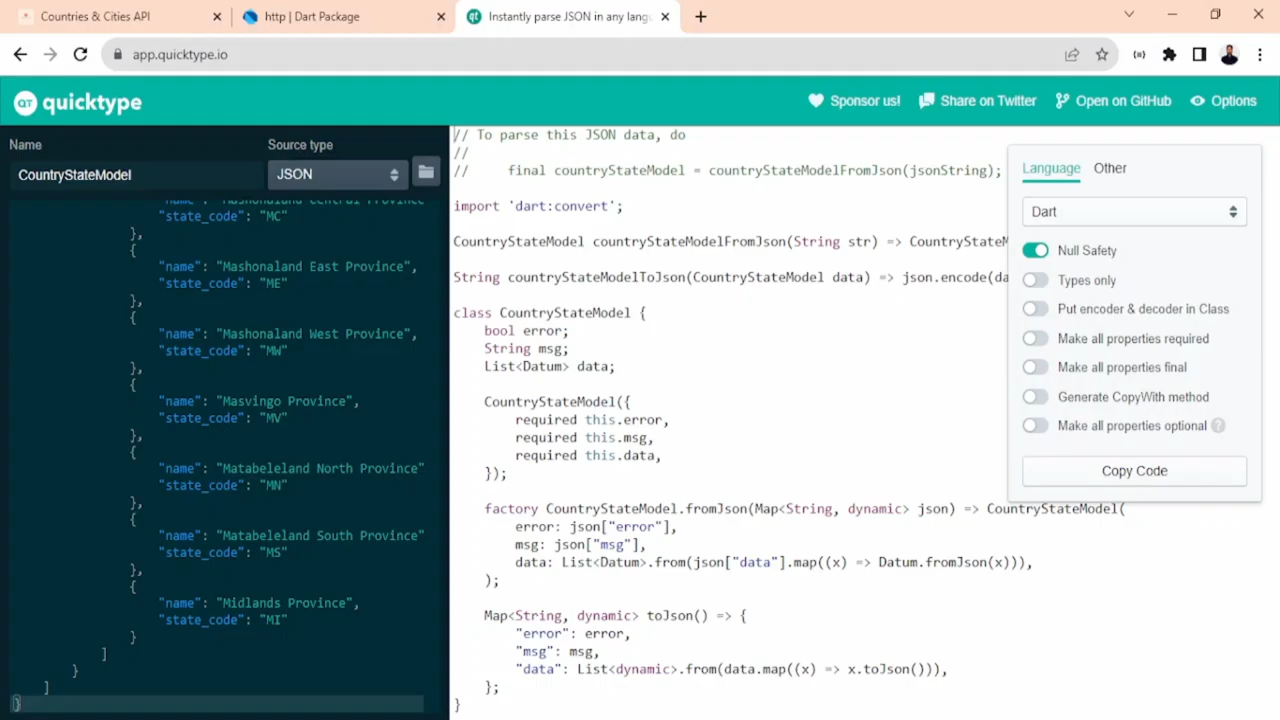 Countries & Cities API
http | Dart Package
Instantly parse JSON in any langu
app.quicktype.io
QT quicktype
Sponsor us!
Share on Twitter
Open on GitHub
Options
Name
Source type
CountryStateModel
JSON
"name": "Mashonaland Central Province"
"state_code": "MC"
},
{
"name": "Mashonaland East Province",
"state_code": "ME"
},
{
"name": "Mashonaland West Province",
"state_code": "MW"
},
{
"name": "Masvingo Province",
"state_code": "MV"
},
{
"name": "Matabeleland North Province"
"state_code": "MN"
},
{
"name": "Matabeleland South Province"
"state_code": "MS"
},
{
"name": "Midlands Province",
"state_code": "MI"
}
]
}
]
}
// To parse this JSON data, do
//
// final countryStateModel = countryStateModelFromJson(jsonString);
import 'dart:convert';
CountryStateModel countryStateModelFromJson(String str) => CountryStateM
String countryStateModelToJson(CountryStateModel data) => json.encode(da
class CountryStateModel {
bool error;
String msg;
List<Datum> data;
CountryStateModel({
required this.error,
required this.msg,
required this.data,
});
factory CountryStateModel.fromJson(Map<String, dynamic> json) => CountryStateModel(
error: json["error"],
msg: json["msg"],
data: List<Datum>.from(json["data"].map((x) => Datum.fromJson(x))),
);
Map<String, dynamic> toJson() => {
"error": error,
"msg": msg,
"data": List<dynamic>.from(data.map((x) => x.toJson())),
};
}
Language
Other
Dart
Null Safety
Types only
Put encoder & decoder in Class
Make all properties required
Make all properties final
Generate CopyWith method
Make all properties optional ?
Copy Code